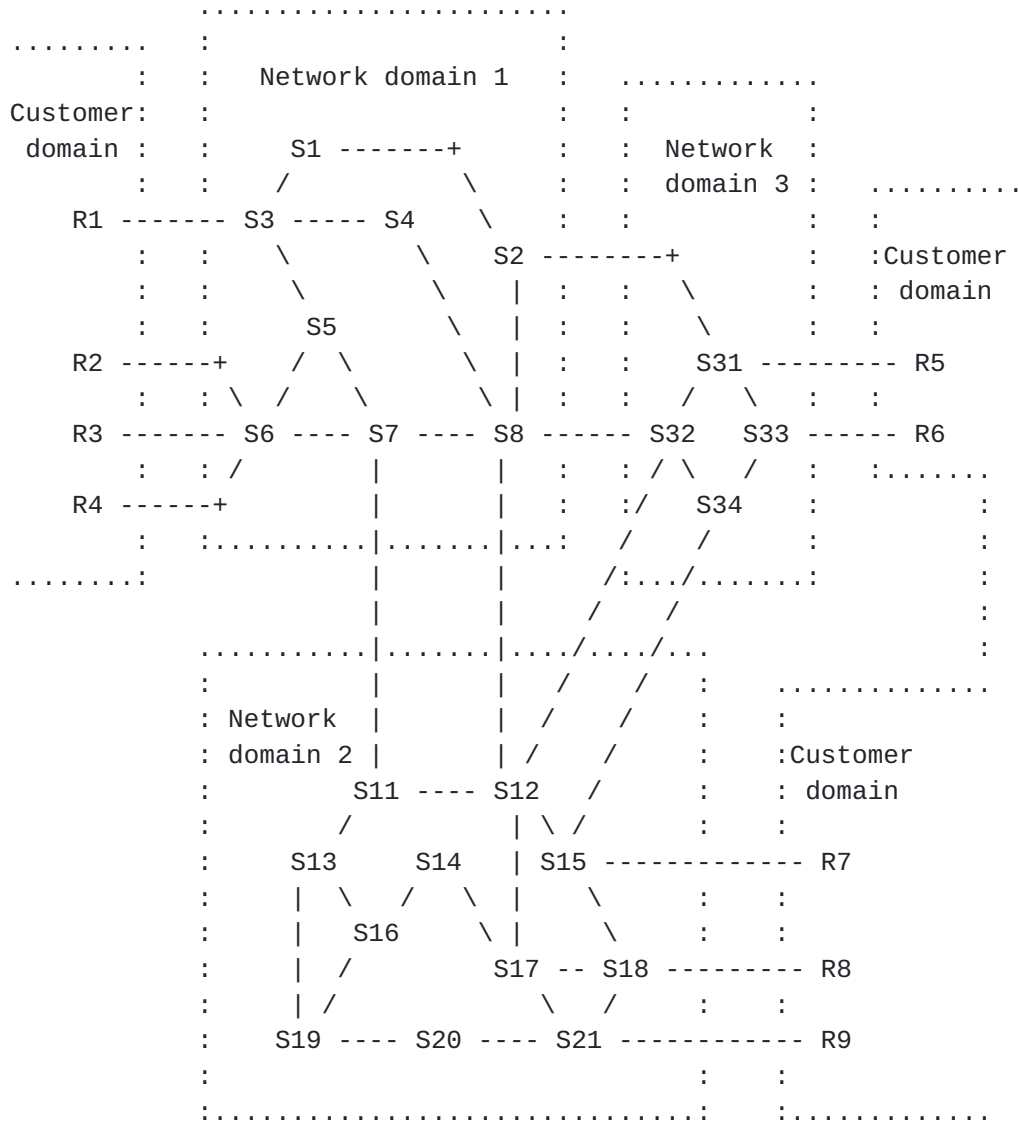 Network domain 1
Customer
domain S1 Network
domain 3
R1 S3 S4
S2 Customer
domain
S5
R2 S31 R5
R3 S6 S7 S8 S32 S33 R6
R4 S34
Network
domain 2 Customer
S11 S12 domain
S13 S14 S15 R7
S16
S17 S18 R8
S19 S20 S21 R9